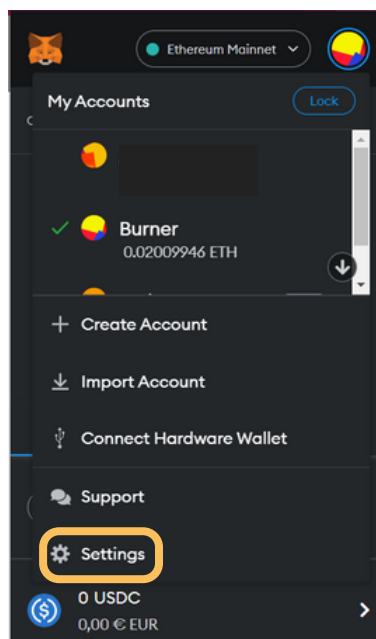 Ethereum Mainnet
My Accounts
Lock
Burner
0.02009946 ETH
Create Account
Import Account
Connect Hardware Wallet
Support
Settings
0 USDC
0,00 € EUR